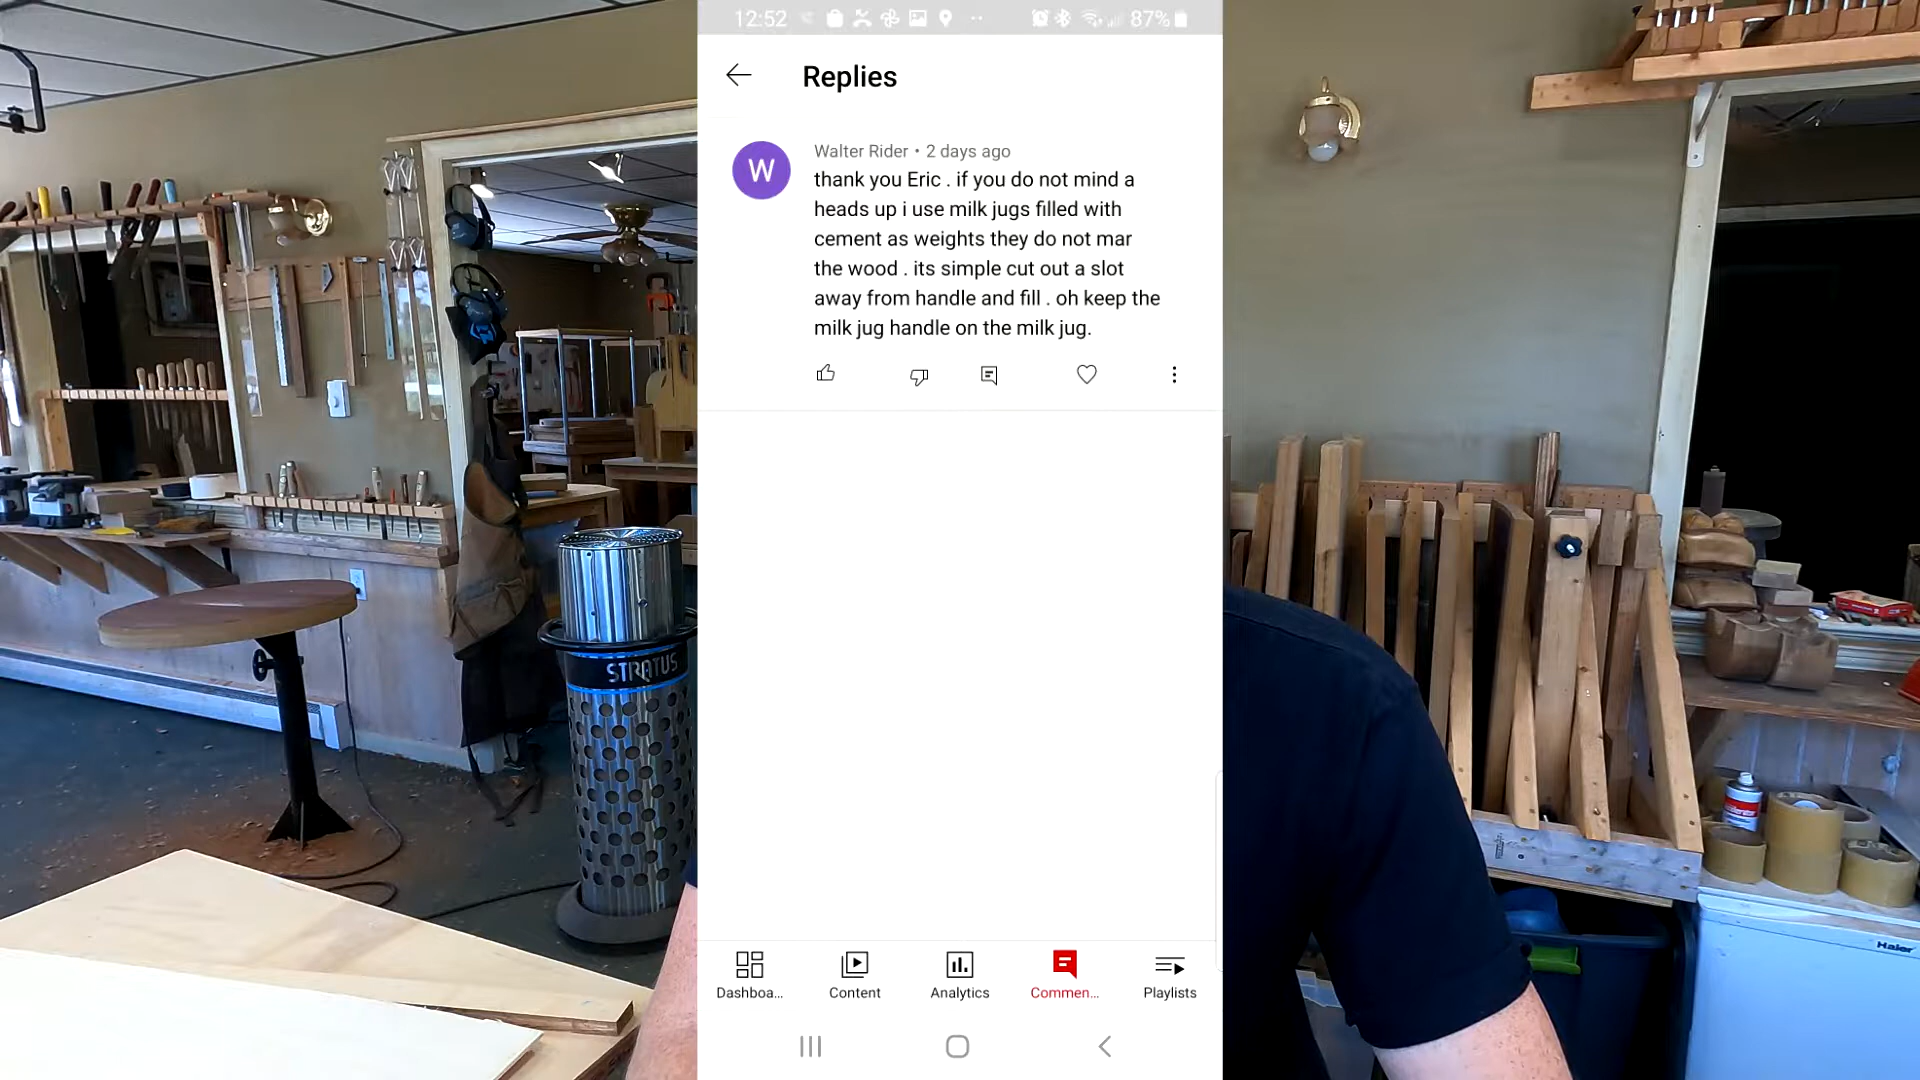 12:52
87%
Replies
Walter Rider • 2 days ago
W
thank you Eric . if you do not mind a
heads up i use milk jugs filled with
cement as weights they do not mar
the wood . its simple cut out a slot
away from handle and fill . oh keep the
milk jug handle on the milk jug.
STRATUS
Haier
Dashboa...
Content
Analytics
Commen...
Playlists